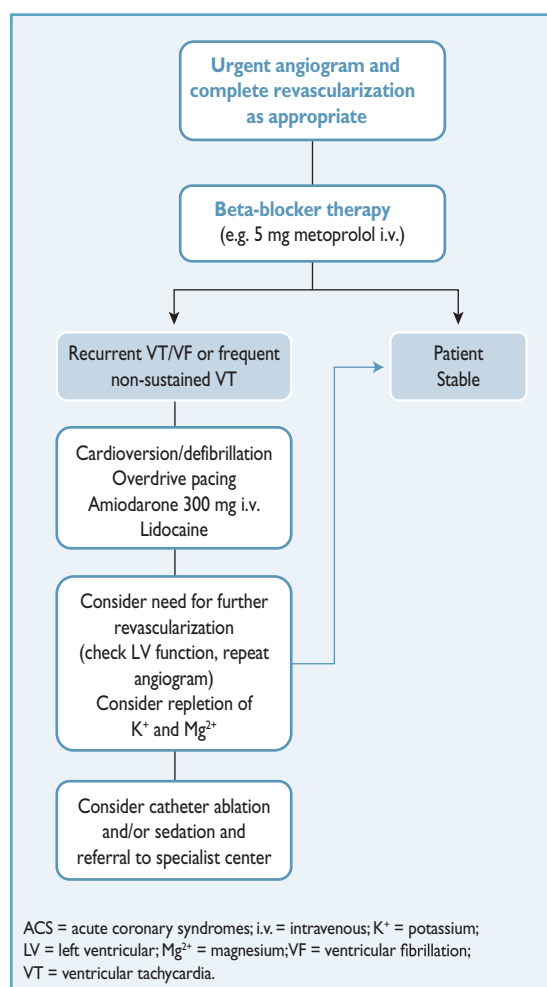 Urgent angiogram and
complete revascularization
as appropriate
Beta-blocker therapy
(e.g. 5 mg metoprolol i.v.)
Recurrent VT/VF or frequent
non-sustained VT
Patient
Stable
Cardioversion/defibrillation
Overdrive pacing
Amiodarone 300 mg i.v.
Lidocaine
Consider need for further
revascularization
(check LV function, repeat
angiogram)
Consider repletion of
K⁺ and Mg²⁺
Consider catheter ablation
and/or sedation and
referral to specialist center
ACS = acute coronary syndromes; i.v. = intravenous; K⁺ = potassium;
LV = left ventricular; Mg²⁺ = magnesium; VF = ventricular fibrillation;
VT = ventricular tachycardia.